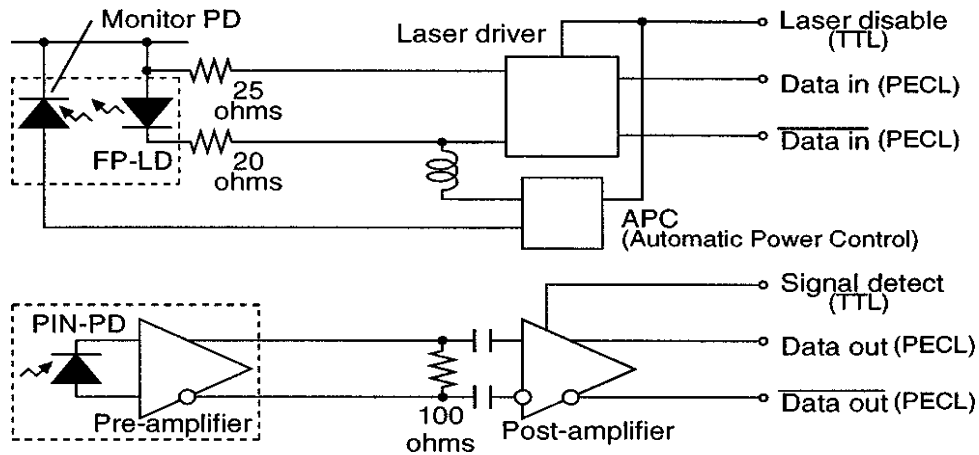 Monitor PD
Laser driver
Laser disable
(TTL)
25
ohms
Data in (PECL)
FP-LD
20
ohms
Data in (PECL)
APC
(Automatic Power Control)
Signal detect
(TTL)
PIN-PD
Data out (PECL)
Pre-amplifier
100
ohms
Post-amplifier
Data out (PECL)